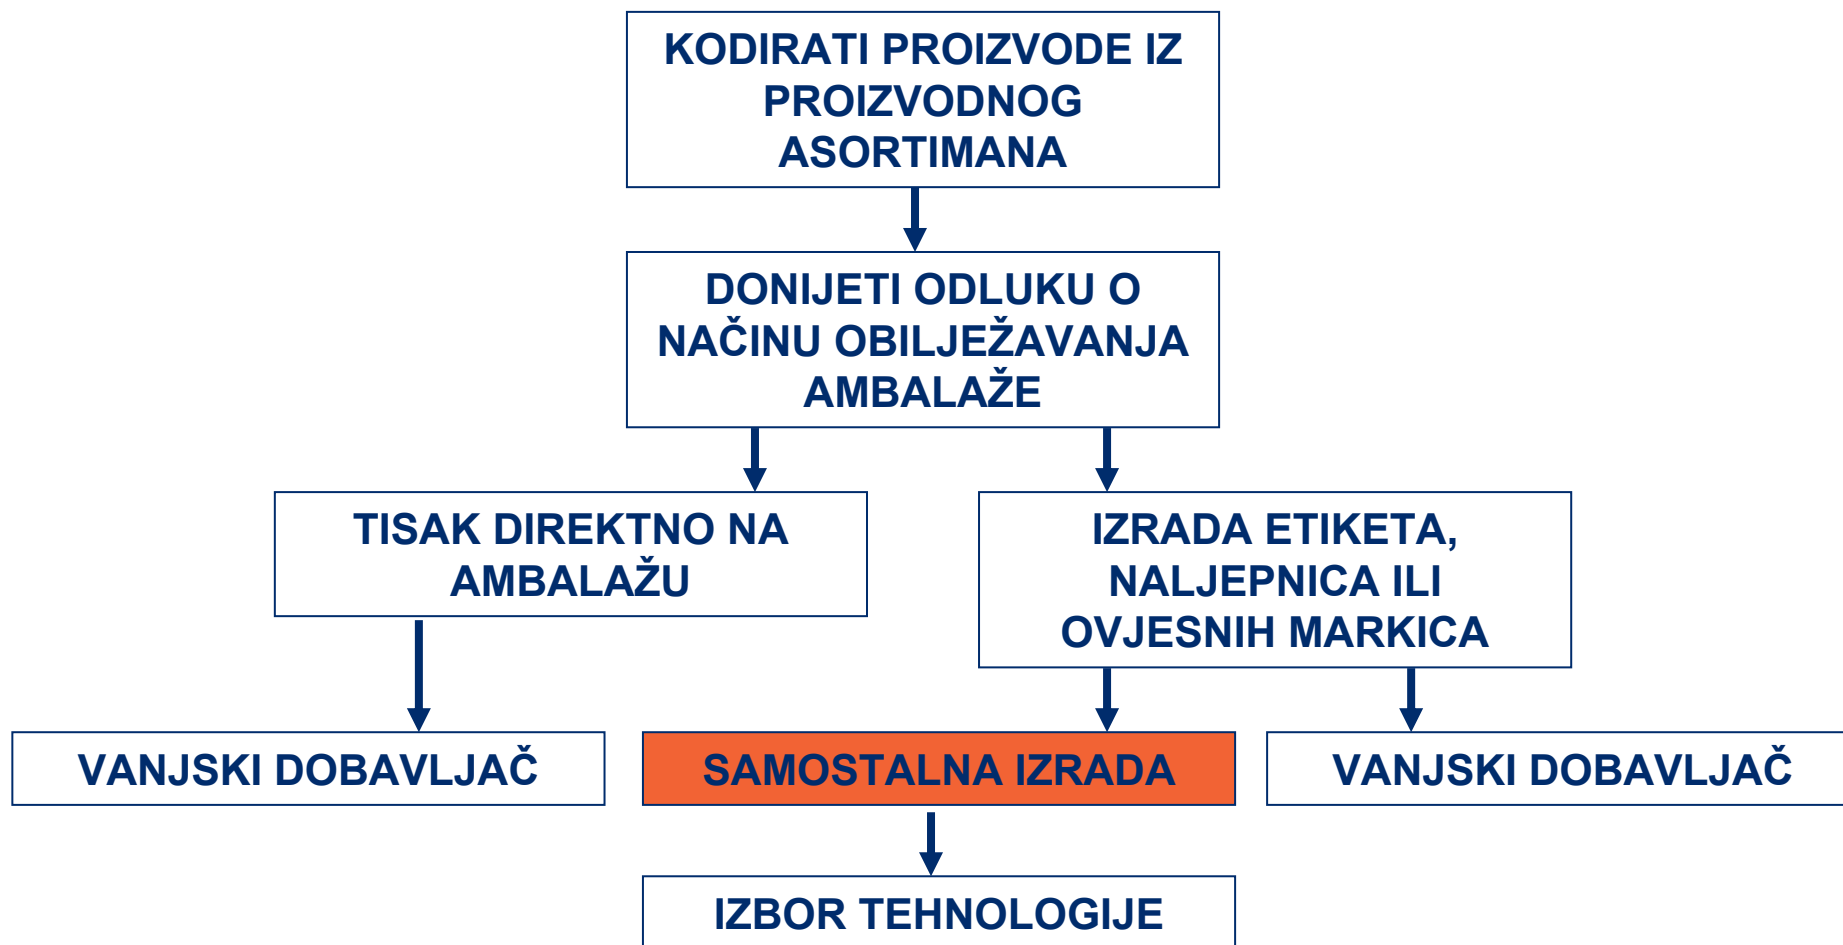 KODIRATI PROIZVODE IZ
PROIZVODNOG
ASORTIMANA
DONIJETI ODLUKU O
NAČINU OBILJEŽAVANJA
AMBALAŽE
TISAK DIREKTNO NA
AMBALAŽU
IZRADA ETIKETA,
NALJEPNICA ILI
OVJESNIH MARKICA
VANJSKI DOBAVLJAČ
SAMOSTALNA IZRADA
VANJSKI DOBAVLJAČ
IZBOR TEHNOLOGIJE